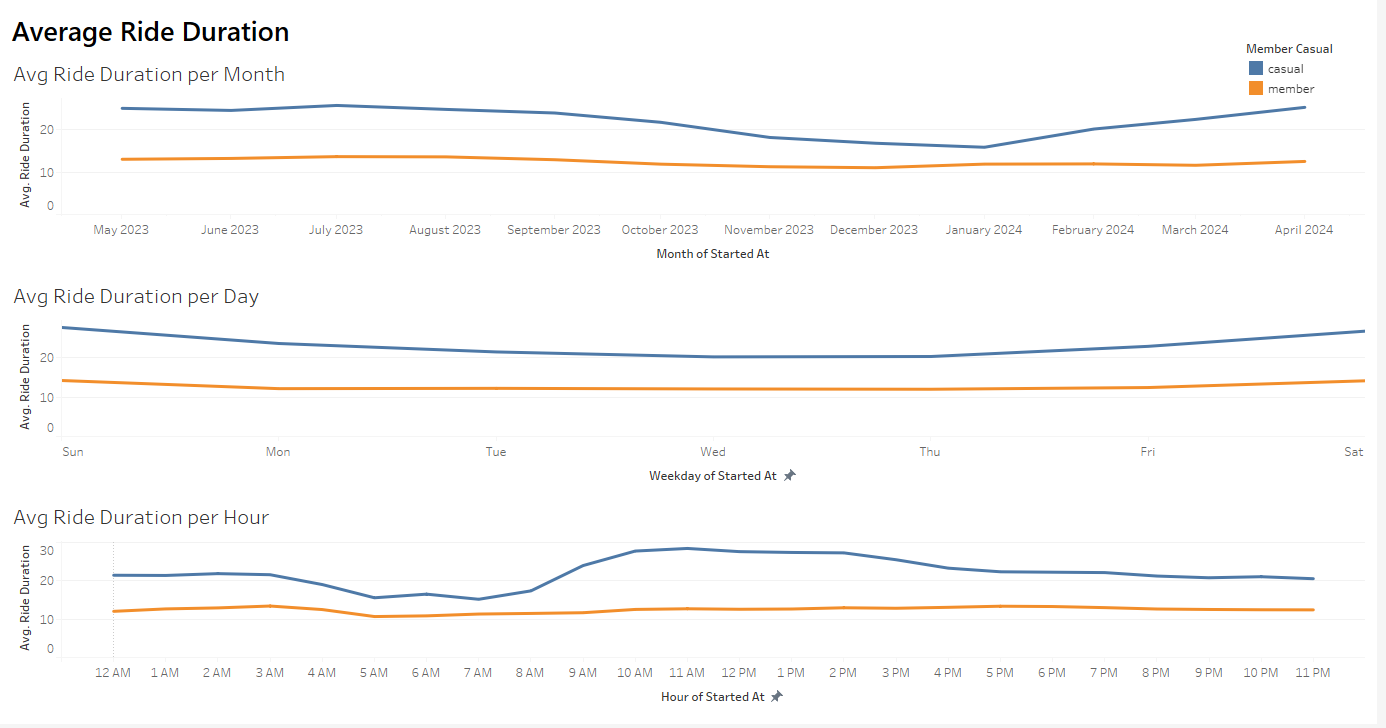 Average Ride Duration
Member Casual
casual
member
Avg Ride Duration per Month
Avg. Ride Duration
20
10
0
May 2023 June 2023 July 2023 August 2023 September 2023 October 2023 November 2023 December 2023 January 2024 February 2024 March 2024 April 2024
Month of Started At
Avg Ride Duration per Day
Avg. Ride Duration
20
10
0
Sun Mon Tue Wed Thu Fri Sat
Weekday of Started At
Avg Ride Duration per Hour
Avg. Ride Duration
30
20
10
0
12 AM 1 AM 2 AM 3 AM 4 AM 5 AM 6 AM 7 AM 8 AM 9 AM 10 AM 11 AM 12 PM 1 PM 2 PM 3 PM 4 PM 5 PM 6 PM 7 PM 8 PM 9 PM 10 PM 11 PM
Hour of Started At